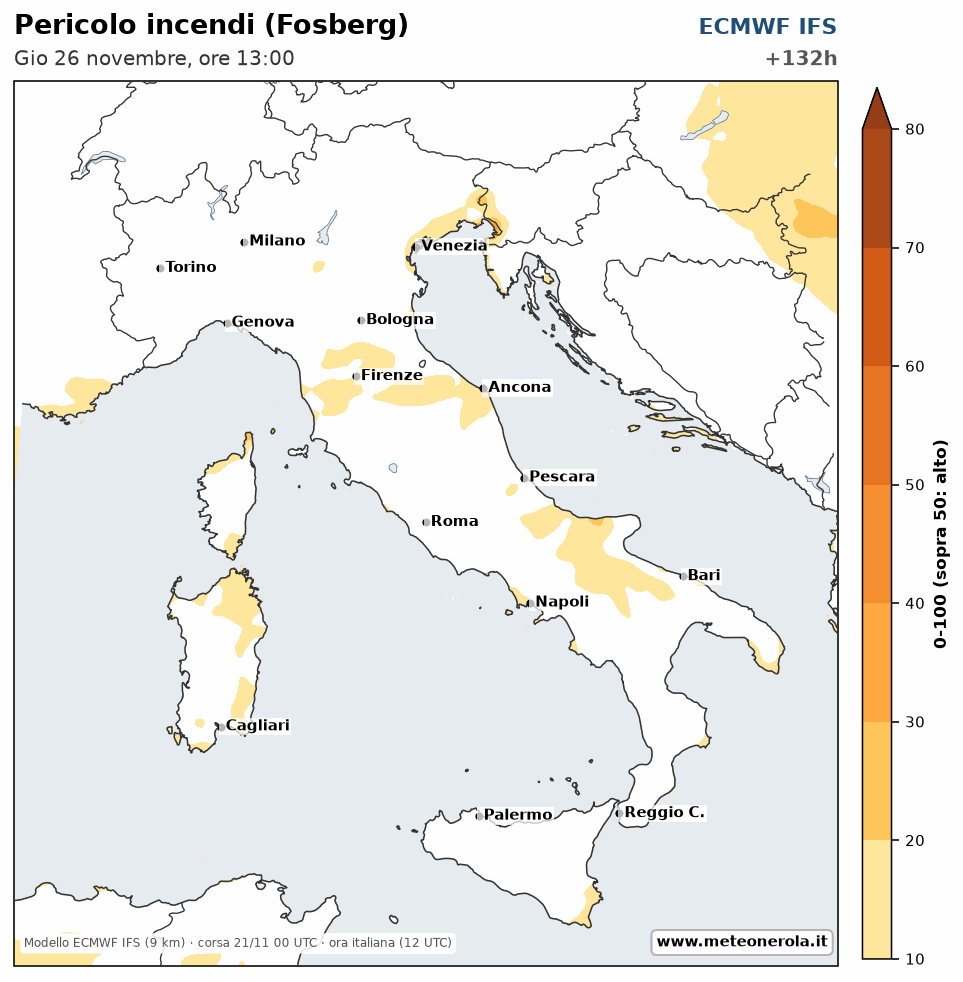 Pericolo incendi (Fosberg)
ECMWF IFS
Gio 26 novembre, ore 13:00
+132h
80
70
60
50
40
30
20
10
0-100 (sopra 50: alto)
Milano
Torino
Venezia
Genova
Bologna
Firenze
Ancona
Pescara
Roma
Bari
Napoli
Cagliari
Palermo
Reggio C.
Modello ECMWF IFS (9 km) · corsa 21/11 00 UTC · ora italiana (12 UTC)
www.meteonerola.it